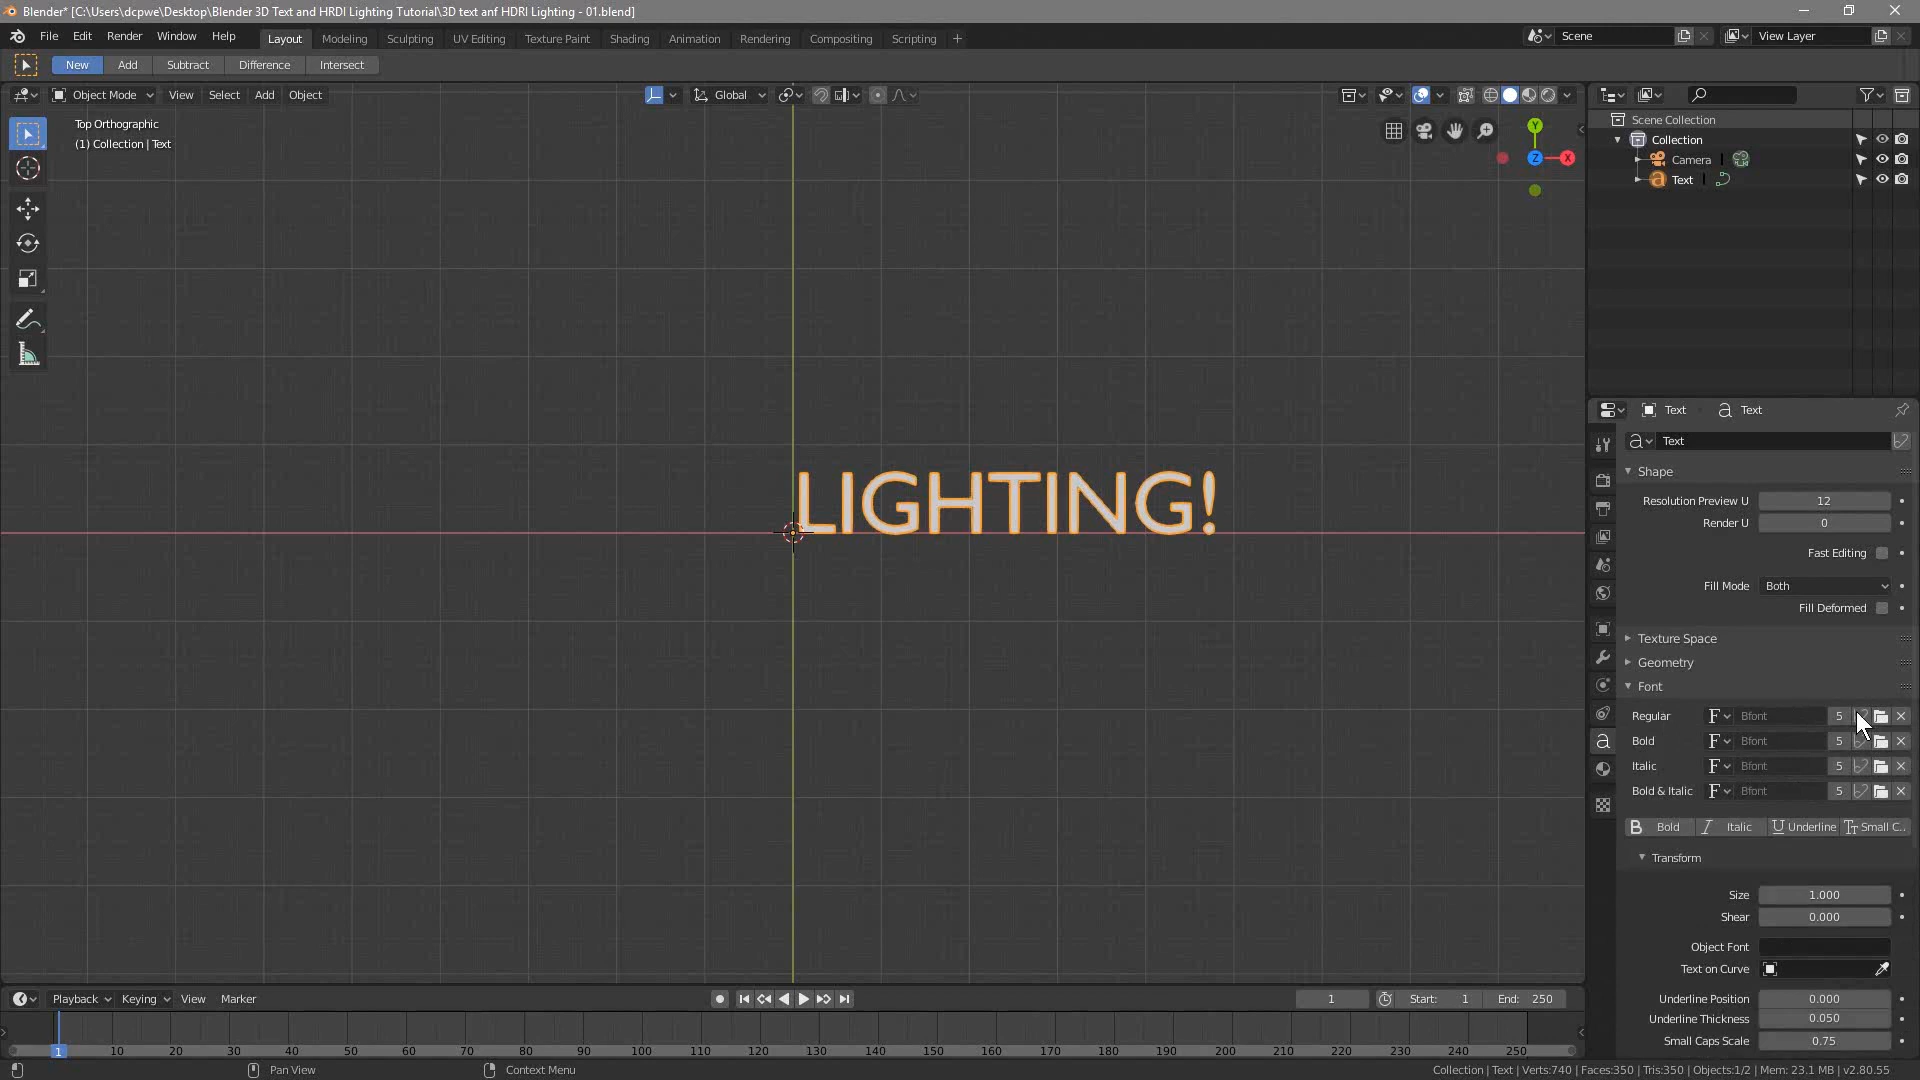 Blender* [C:\Users\dcpwe\Desktop\Blender 3D Text and HRDI Lighting Tutorial\3D text anf HDRI Lighting - 01.blend]
File Edit Render Window Help Layout Modeling Sculpting UV Editing Texture Paint Shading Animation Rendering Compositing Scripting + Scene View Layer
New Add Subtract Difference Intersect
Object Mode View Select Add Object Global
Top Orthographic
(1) Collection | Text
Y
Z X
Scene Collection
Collection
Camera
Text
LIGHTING!
Text Text
Text
Shape
Resolution Preview U 12
Render U 0
Fast Editing
Fill Mode Both
Fill Deformed
Texture Space
Geometry
Font
Regular F Bfont 5
Bold F Bfont 5
Italic F Bfont 5
Bold & Italic F Bfont 5
B Bold I Italic U Underline Tт Small C..
Transform
Size 1.000
Shear 0.000
Object Font
Text on Curve
Underline Position 0.000
Underline Thickness 0.050
Small Caps Scale 0.75
Playback Keying View Marker 1 Start: 1 End: 250
1 10 20 30 40 50 60 70 80 90 100 110 120 130 140 150 160 170 180 190 200 210 220 230 240 250
Pan View Context Menu Collection | Text | Verts:740 | Faces:350 | Tris:350 | Objects:1/2 | Mem: 23.1 MB | v2.80.55